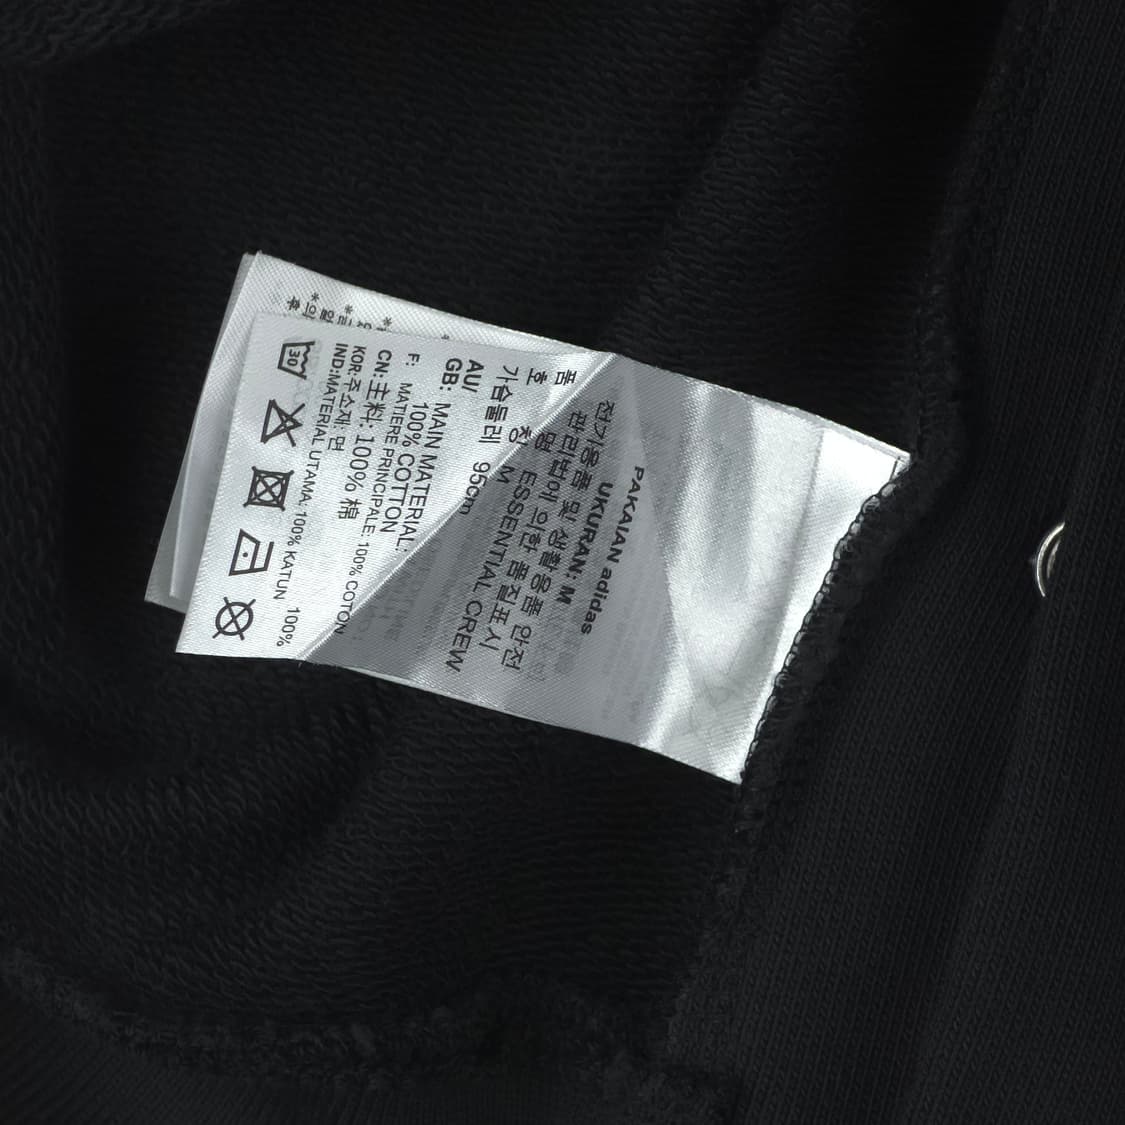 PAKAIAN adidas
UKURAN: M
전기용품 및 생활용품 안전
관리법에 의한 품질표시
품
명 ESSENTIAL CREW
호칭 M
가슴둘레 95cm
AU/
GB: MAIN MATERIAL:
100% COTTON
F: MATIERE PRINCIPALE: 100% COTON
CN: 主料: 100% 棉
KOR: 주소재: 면
100%
IND:MATERIAL UTAMA: 100% KATUN
30